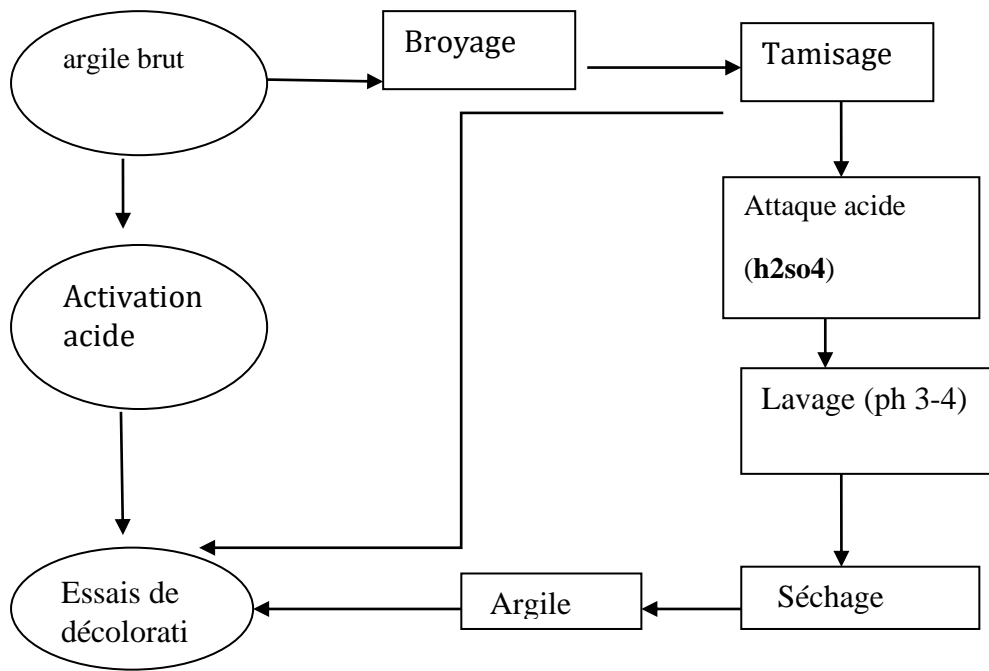 argile brut
Broyage
Tamisage
Attaque acide
(h2so4)
Activation
acide
Lavage (ph 3-4)
Essais de
décolorati
Argile
Séchage